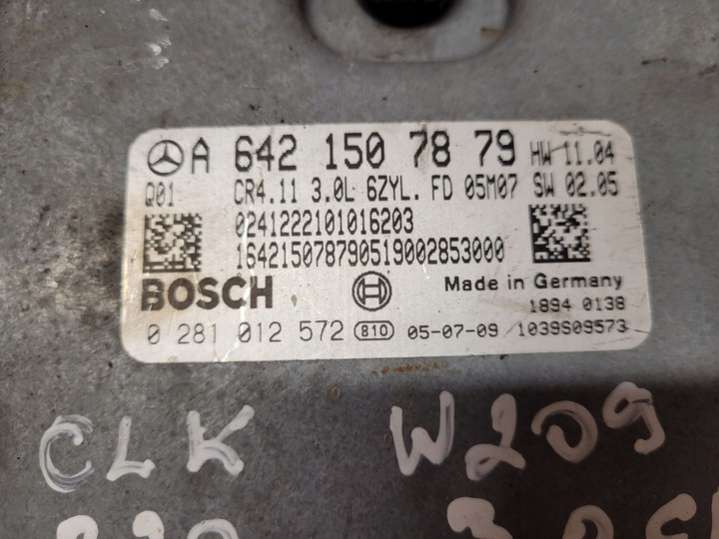 A 642 150 78 79 HW 11.04
Q01 CR4.11 3.0L 6ZYL. FD 05M07 SW 02.05
0241222101016203
164215078790519002853000
BOSCH Made in Germany
1894 0138
0 281 012 572 810 05-07-09 1039S09573
CLK W209